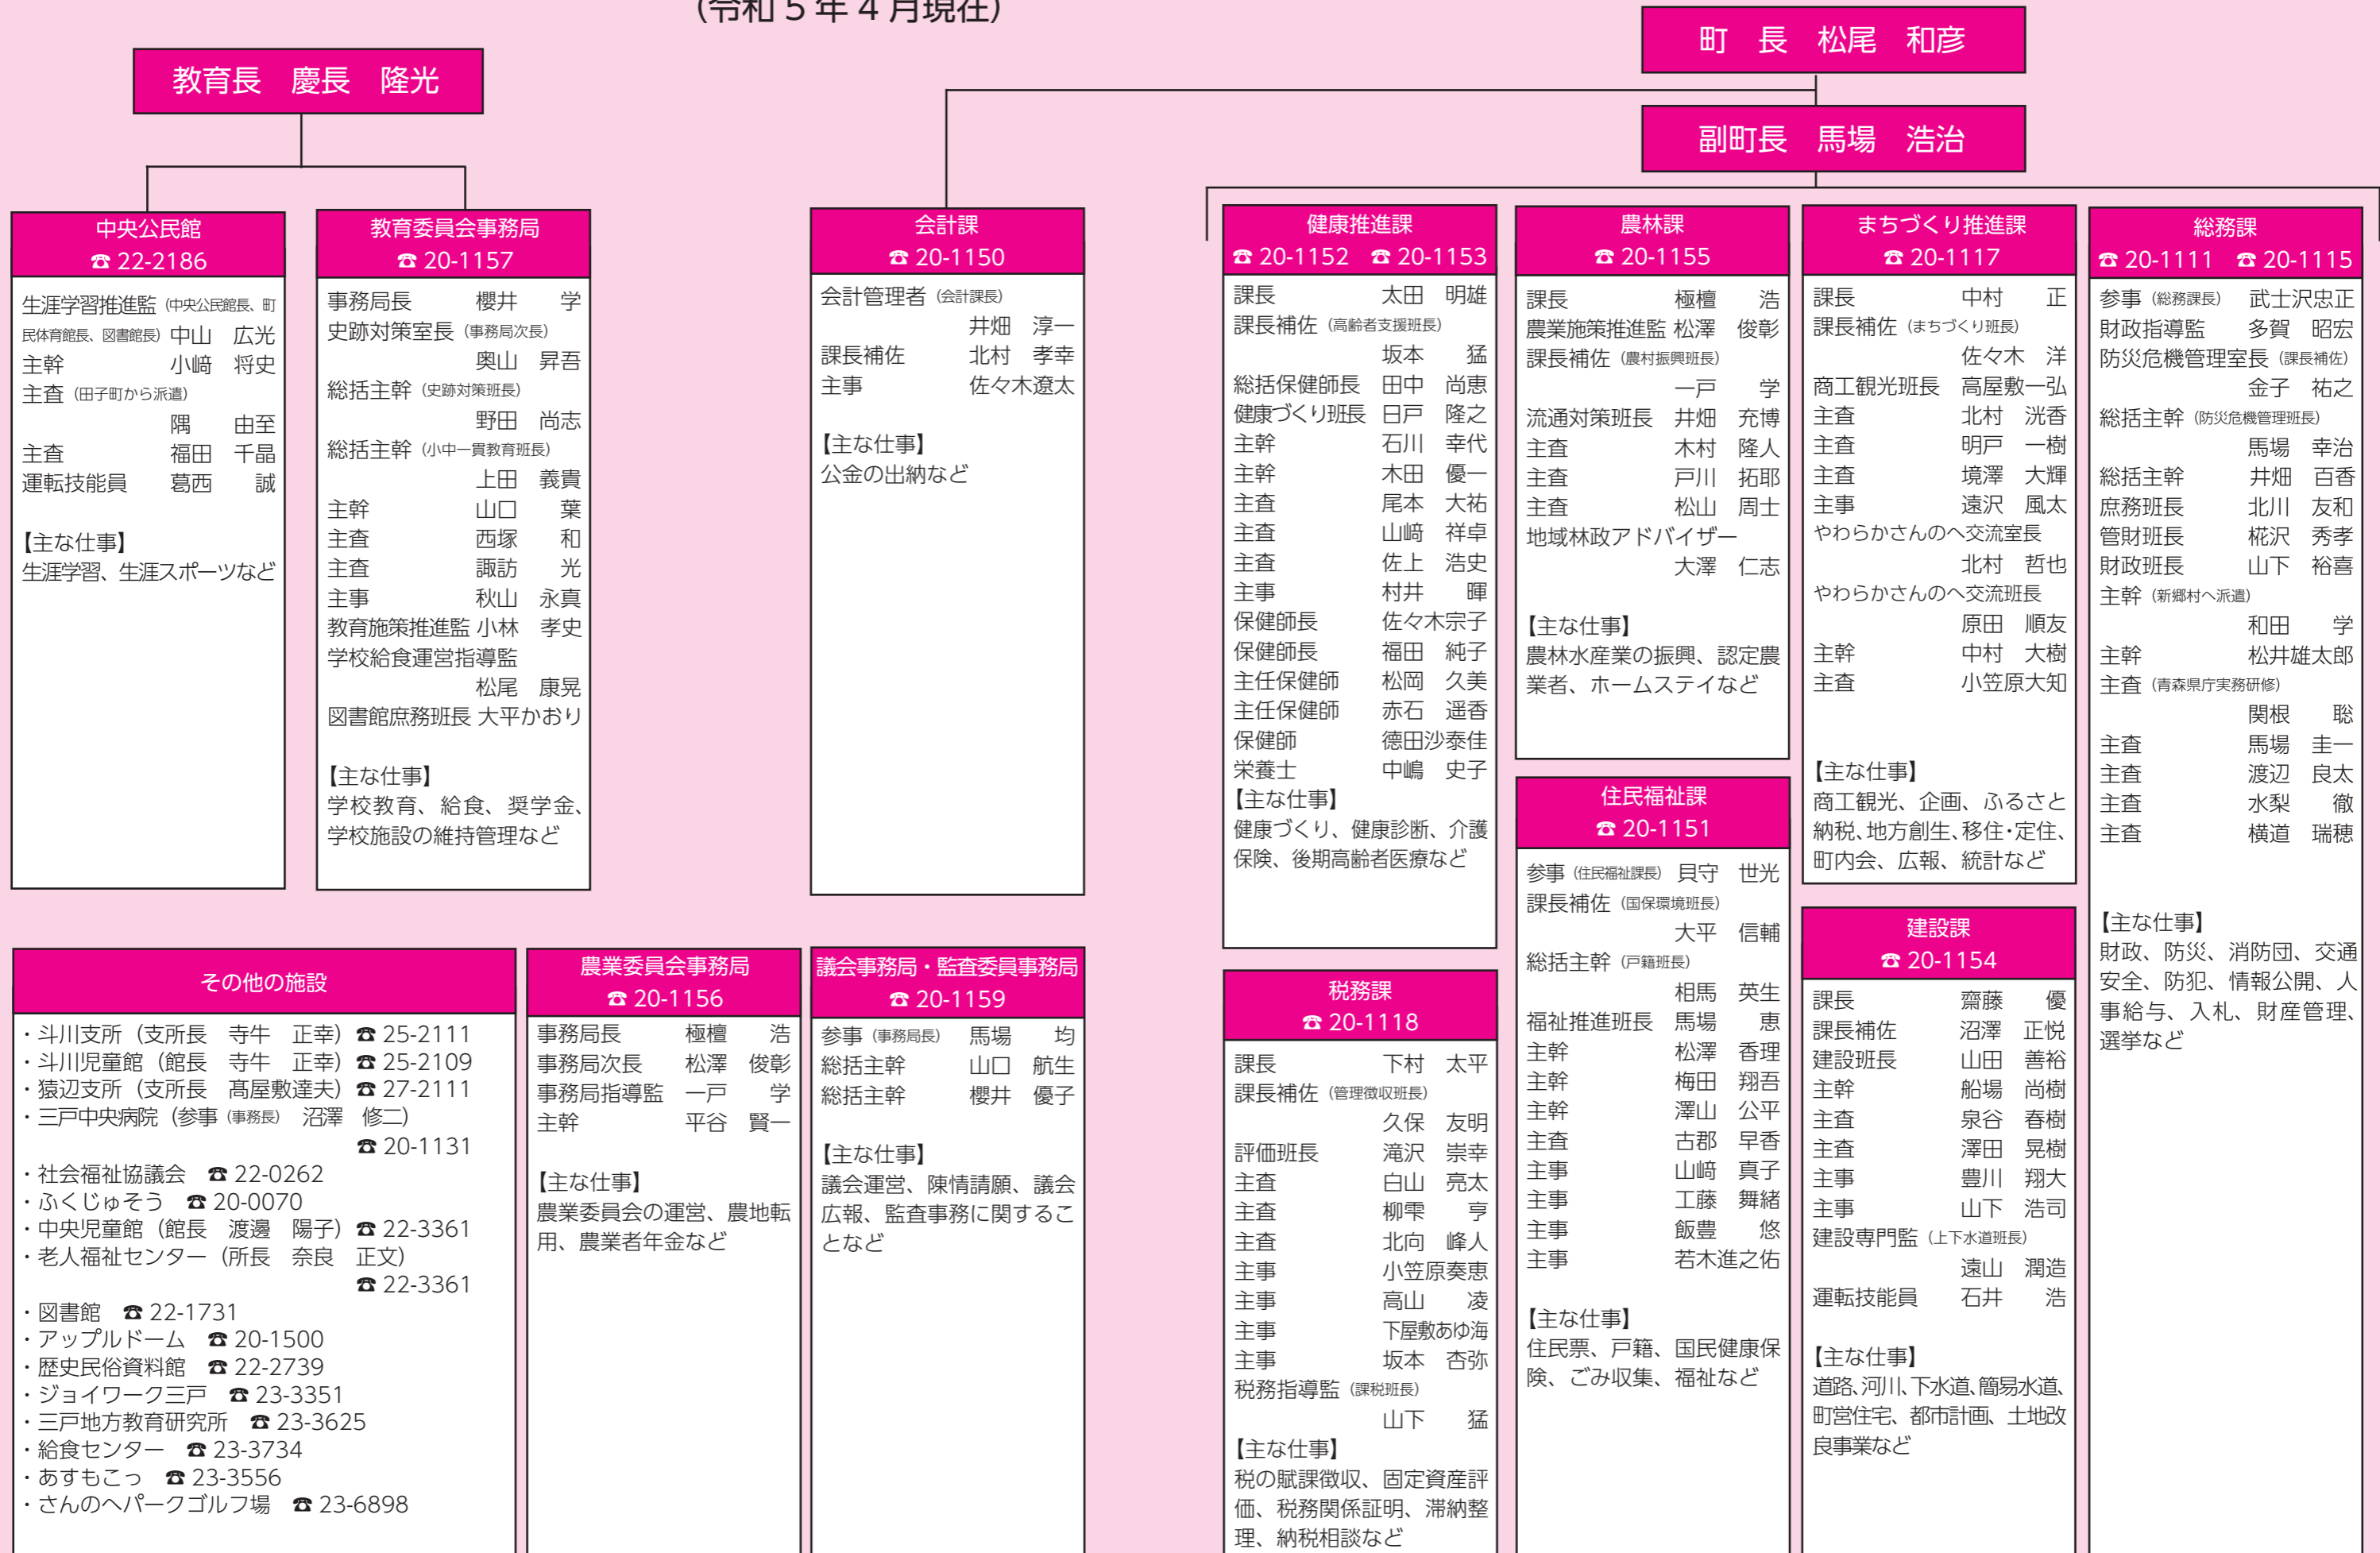 （令和５年４月現在）
町　長　松尾　和彦
副町長　馬場　浩治
教育長　慶長　隆光
中央公民館
☎ 22-2186
生涯学習推進監（中央公民館長、町
民体育館長、図書館長）中山　広光
主幹　小﨑　将史
主査（田子町から派遣）
隅　由至
主査　福田　千晶
運転技能員　葛西　誠
【主な仕事】
生涯学習、生涯スポーツなど
教育委員会事務局
☎ 20-1157
事務局長　櫻井　学
史跡対策室長（事務局次長）
奥山　昇吾
総括主幹（史跡対策班長）
野田　尚志
総括主幹（小中一貫教育班長）
上田　義貴
主幹　山口　葉
主査　西塚　和
主査　諏訪　光
主事　秋山　永真
教育施策推進監 小林　孝史
学校給食運営指導監
松尾　康晃
図書館庶務班長 大平かおり
【主な仕事】
学校教育、給食、奨学金、
学校施設の維持管理など
会計課
☎ 20-1150
会計管理者（会計課長）
井畑　淳一
課長補佐　北村　孝幸
主事　佐々木遼太
【主な仕事】
公金の出納など
健康推進課
☎ 20-1152　☎ 20-1153
課長　太田　明雄
課長補佐（高齢者支援班長）
坂本　猛
総括保健師長　田中　尚恵
健康づくり班長　日戸　隆之
主幹　石川　幸代
主幹　木田　優一
主査　尾本　大祐
主査　山﨑　祥卓
主査　佐上　浩史
主事　村井　暉
保健師長　佐々木宗子
保健師長　福田　純子
主任保健師　松岡　久美
主任保健師　赤石　遥香
保健師　德田沙泰佳
栄養士　中嶋　史子
【主な仕事】
健康づくり、健康診断、介護
保険、後期高齢者医療など
農林課
☎ 20-1155
課長　極檀　浩
農業施策推進監 松澤　俊彰
課長補佐（農村振興班長）
一戸　学
流通対策班長　井畑　充博
主査　木村　隆人
主査　戸川　拓耶
主査　松山　周士
地域林政アドバイザー
大澤　仁志
【主な仕事】
農林水産業の振興、認定農
業者、ホームステイなど
まちづくり推進課
☎ 20-1117
課長　中村　正
課長補佐（まちづくり班長）
佐々木　洋
商工観光班長　高屋敷一弘
主査　北村　洸香
主査　明戸　一樹
主査　境澤　大輝
主事　遠沢　風太
やわらかさんのへ交流室長
北村　哲也
やわらかさんのへ交流班長
原田　順友
主幹　中村　大樹
主査　小笠原大知
【主な仕事】
商工観光、企画、ふるさと
納税、地方創生、移住・定住、
町内会、広報、統計など
総務課
☎ 20-1111　☎ 20-1115
参事（総務課長）　武士沢忠正
財政指導監　多賀　昭宏
防災危機管理室長（課長補佐）
金子　祐之
総括主幹（防災危機管理班長）
馬場　幸治
総括主幹　井畑　百香
庶務班長　北川　友和
管財班長　椛沢　秀孝
財政班長　山下　裕喜
主幹（新郷村へ派遣）
和田　学
主幹　松井雄太郎
主査（青森県庁実務研修）
関根　聡
主査　馬場　圭一
主査　渡辺　良太
主査　水梨　徹
主査　横道　瑞穂
【主な仕事】
財政、防災、消防団、交通
安全、防犯、情報公開、人
事給与、入札、財産管理、
選挙など
その他の施設
・斗川支所（支所長　寺牛　正幸）☎ 25-2111
・斗川児童館（館長　寺牛　正幸）☎ 25-2109
・猿辺支所（支所長　髙屋敷達夫）☎ 27-2111
・三戸中央病院（参事（事務長）　沼澤　修二）
☎ 20-1131
・社会福祉協議会　☎ 22-0262
・ふくじゅそう　☎ 20-0070
・中央児童館（館長　渡邊　陽子）☎ 22-3361
・老人福祉センター（所長　奈良　正文）
☎ 22-3361
・図書館　☎ 22-1731
・アップルドーム　☎ 20-1500
・歴史民俗資料館　☎ 22-2739
・ジョイワーク三戸　☎ 23-3351
・三戸地方教育研究所　☎ 23-3625
・給食センター　☎ 23-3734
・あすもこっ　☎ 23-3556
・さんのへパークゴルフ場　☎ 23-6898
農業委員会事務局
☎ 20-1156
事務局長　極檀　浩
事務局次長　松澤　俊彰
事務局指導監　一戸　学
主幹　平谷　賢一
【主な仕事】
農業委員会の運営、農地転
用、農業者年金など
議会事務局・監査委員事務局
☎ 20-1159
参事（事務局長）　馬場　均
総括主幹　山口　航生
総括主幹　櫻井　優子
【主な仕事】
議会運営、陳情請願、議会
広報、監査事務に関するこ
となど
税務課
☎ 20-1118
課長　下村　太平
課長補佐（管理徴収班長）
久保　友明
評価班長　滝沢　崇幸
主査　白山　亮太
主査　柳雫　亨
主査　北向　峰人
主事　小笠原奏恵
主事　高山　凌
主事　下屋敷あゆ海
主事　坂本　杏弥
税務指導監（課税班長）
山下　猛
【主な仕事】
税の賦課徴収、固定資産評
価、税務関係証明、滞納整
理、納税相談など
住民福祉課
☎ 20-1151
参事（住民福祉課長）　貝守　世光
課長補佐（国保環境班長）
大平　信輔
総括主幹（戸籍班長）
相馬　英生
福祉推進班長　馬場　恵
主幹　松澤　香理
主幹　梅田　翔吾
主幹　澤山　公平
主査　古郡　早香
主事　山﨑　真子
主事　工藤　舞緒
主事　飯豊　悠
主事　若木進之佑
【主な仕事】
住民票、戸籍、国民健康保
険、ごみ収集、福祉など
建設課
☎ 20-1154
課長　齋藤　優
課長補佐　沼澤　正悦
建設班長　山田　善裕
主幹　船場　尚樹
主査　泉谷　春樹
主査　澤田　晃樹
主事　豊川　翔大
主事　山下　浩司
建設専門監（上下水道班長）
遠山　潤造
運転技能員　石井　浩
【主な仕事】
道路、河川、下水道、簡易水道、
町営住宅、都市計画、土地改
良事業など